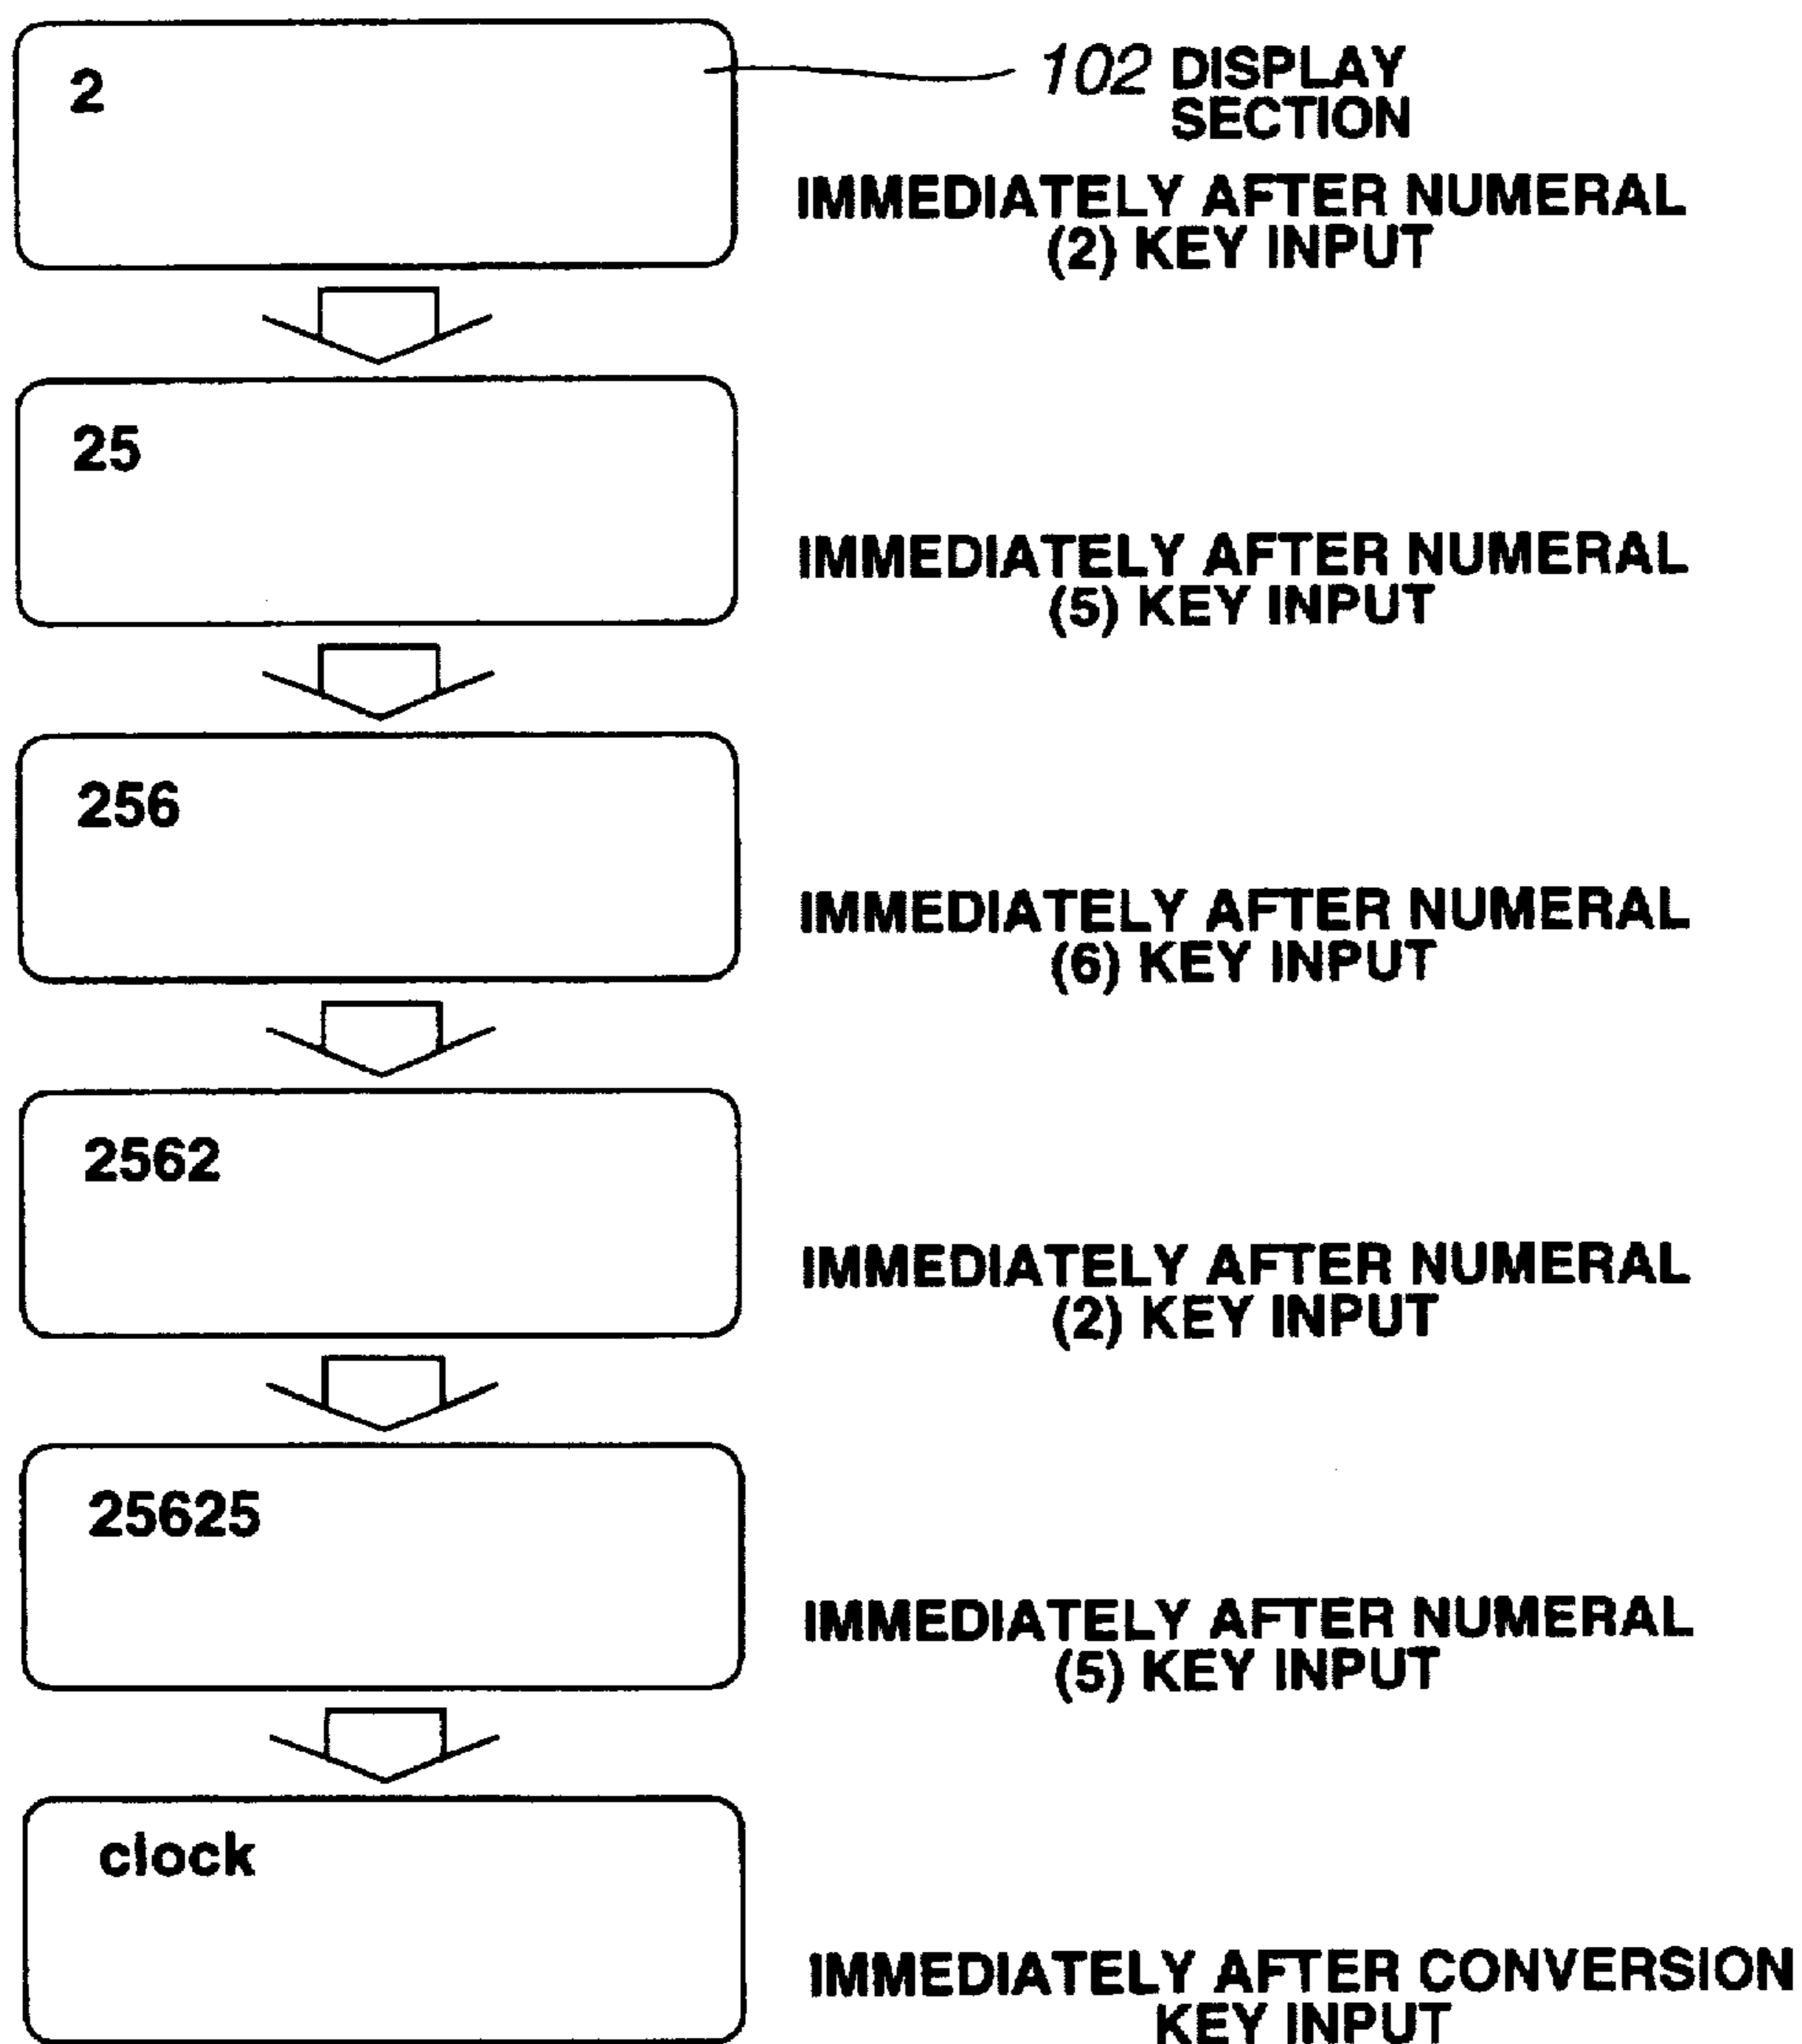 2
102 DISPLAY
SECTION
IMMEDIATELY AFTER NUMERAL
(2) KEY INPUT
25
IMMEDIATELY AFTER NUMERAL
(5) KEY INPUT
256
IMMEDIATELY AFTER NUMERAL
(6) KEY INPUT
2562
IMMEDIATELY AFTER NUMERAL
(2) KEY INPUT
25625
IMMEDIATELY AFTER NUMERAL
(5) KEY INPUT
clock
IMMEDIATELY AFTER CONVERSION
KEY INPUT